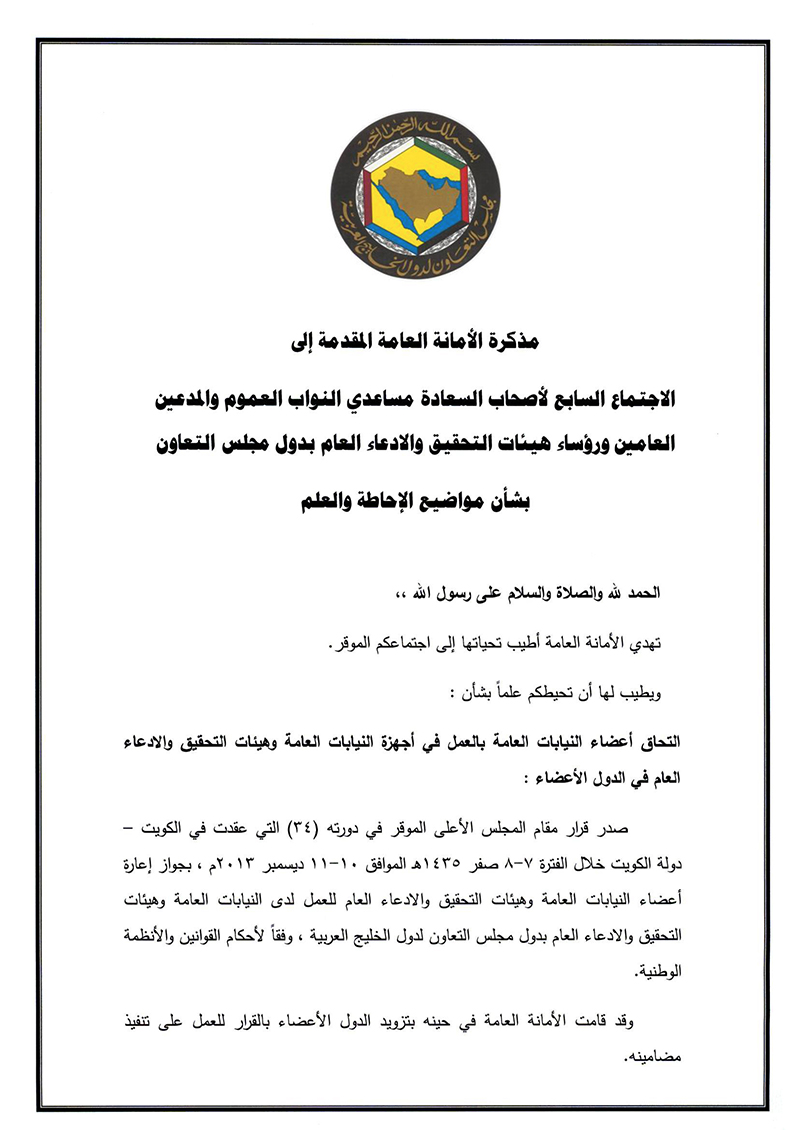 بسم الله الرحمن الرحيم
مجلس التعاون لدول الخليج العربية
مذكرة الأمانة العامة المقدمة إلى
الاجتماع السابع لأصحاب السعادة مساعدي النواب العموم والمدعين
العامين ورؤساء هيئات التحقيق والادعاء العام بدول مجلس التعاون
بشأن مواضيع الإحاطة والعلم
الحمد لله والصلاة والسلام على رسول الله ،،
تهدي الأمانة العامة أطيب تحياتها إلى اجتماعكم الموقر.
ويطيب لها أن تحيطكم علماً بشأن :
التحاق أعضاء النيابات العامة بالعمل في أجهزة النيابات العامة وهيئات التحقيق والادعاء
العام في الدول الأعضاء :
صدر قرار مقام المجلس الأعلى الموقر في دورته (٣٤) التي عقدت في الكويت –
دولة الكويت خلال الفترة ٧-٨ صفر ١٤٣٥هـ الموافق ١٠-١١ ديسمبر ٢٠١٣م ، بجواز إعارة
أعضاء النيابات العامة وهيئات التحقيق والادعاء العام للعمل لدى النيابات العامة وهيئات
التحقيق والادعاء العام بدول مجلس التعاون لدول الخليج العربية ، وفقاً لأحكام القوانين والأنظمة
الوطنية.
وقد قامت الأمانة العامة في حينه بتزويد الدول الأعضاء بالقرار للعمل على تنفيذ
مضامينه.